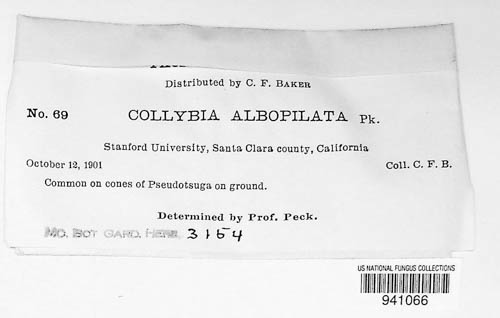 Distributed by C. F. BAKER
No. 69 COLLYBIA ALBOPILATA Pk.
Stanford University, Santa Clara county, California
October 12, 1901 Coll. C. F. B.
Common on cones of Pseudotsuga on ground.
Determined by Prof. Peck.
MO. BOT GARD. HERB. 3154
US NATIONAL FUNGUS COLLECTIONS
941066